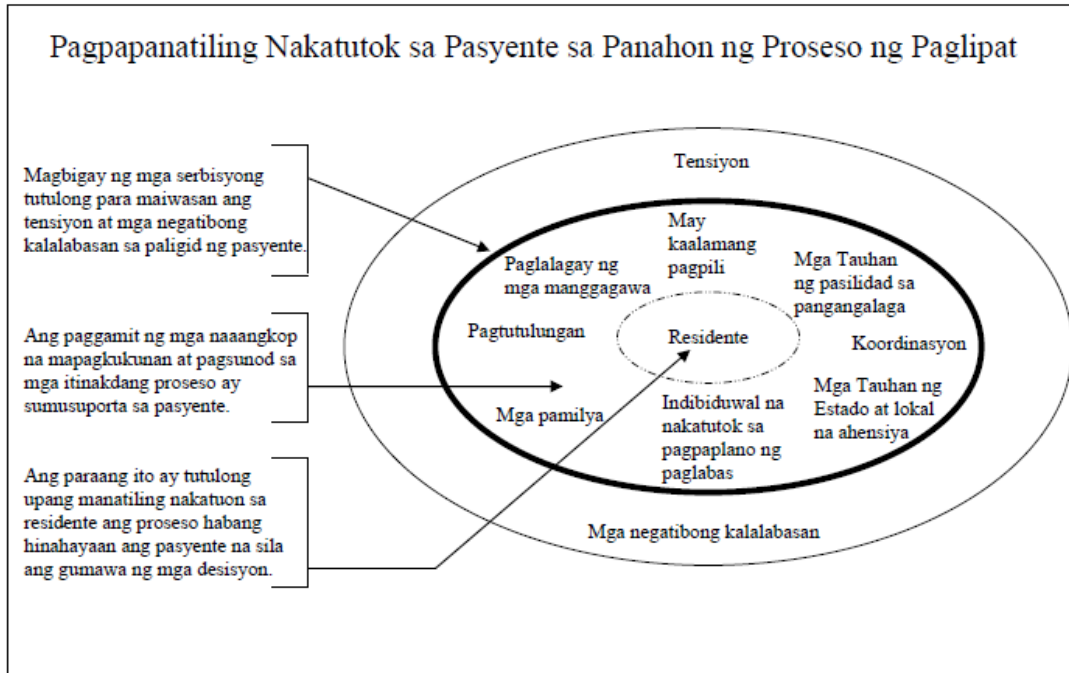 Pagpapanatiling Nakatutok sa Pasyente sa Panahon ng Proseso ng Paglipat
Magbigay ng mga serbisyong
tutulong para maiwasan ang
tensiyon at mga negatibong
kalalabasan sa paligid ng pasyente.
Ang paggamit ng mga naaangkop
na mapagkukunan at pagsunod sa
mga itinakdang proseso ay
sumusuporta sa pasyente.
Ang paraang ito ay tutulong
upang manatiling nakatuon sa
residente ang proseso habang
hinahayaan ang pasyente na sila
ang gumawa ng mga desisyon.
Tensiyon
May
kaalamang
pagpili
Paglalagay ng
mga manggagawa
Mga Tauhan
ng pasilidad sa
pangangalaga
Pagtutulungan
Residente
Koordinasyon
Mga pamilya
Indibiduwal na
nakatutok sa
pagpaplano ng
paglabas
Mga Tauhan ng
Estado at lokal
na ahensiya
Mga negatibong kalalabasan